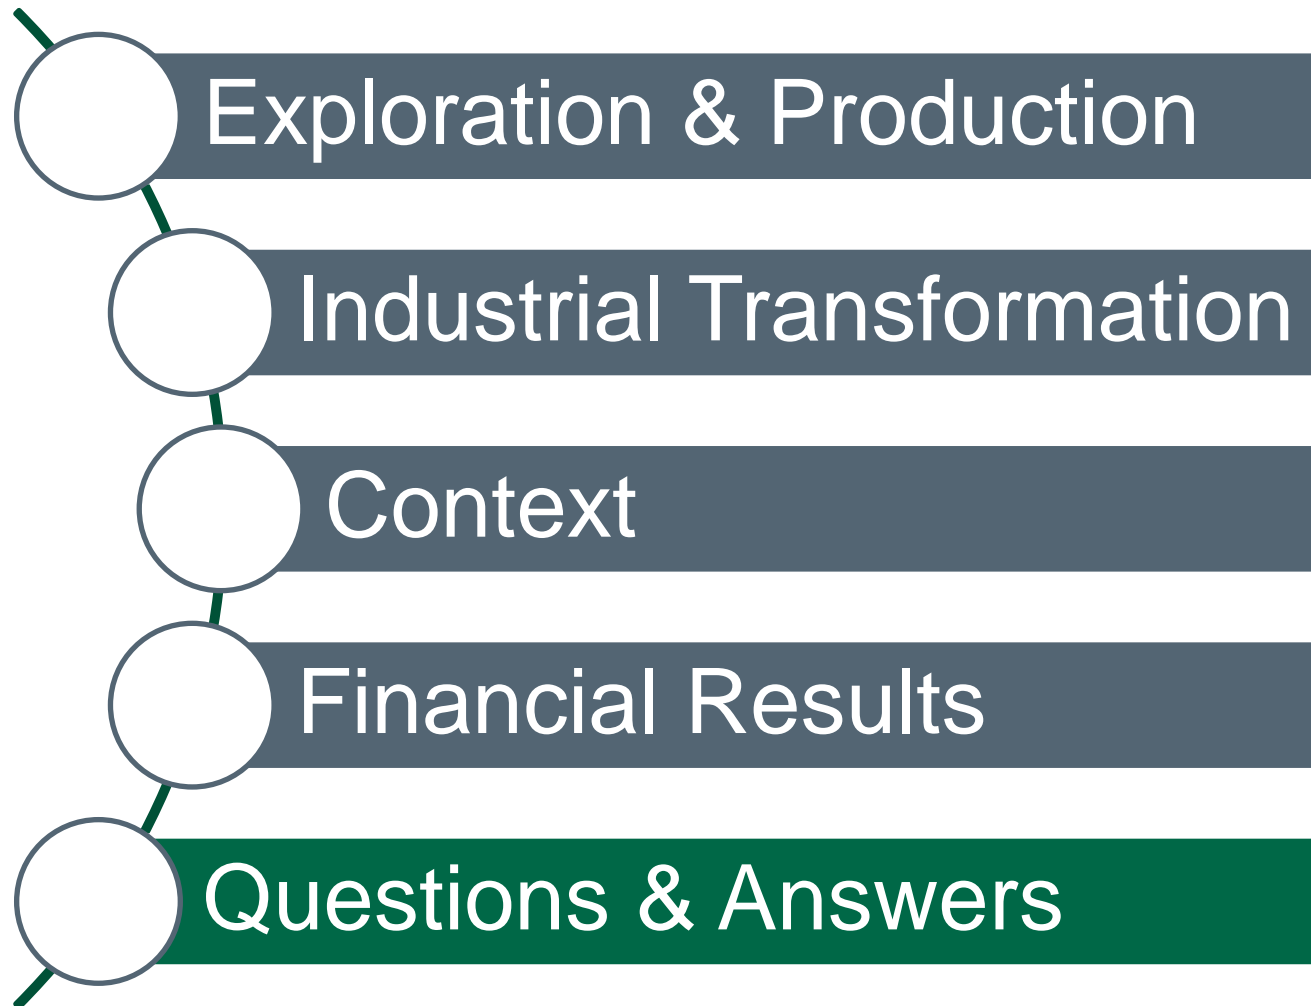 Exploration & Production
Industrial Transformation
Context
Financial Results
Questions & Answers